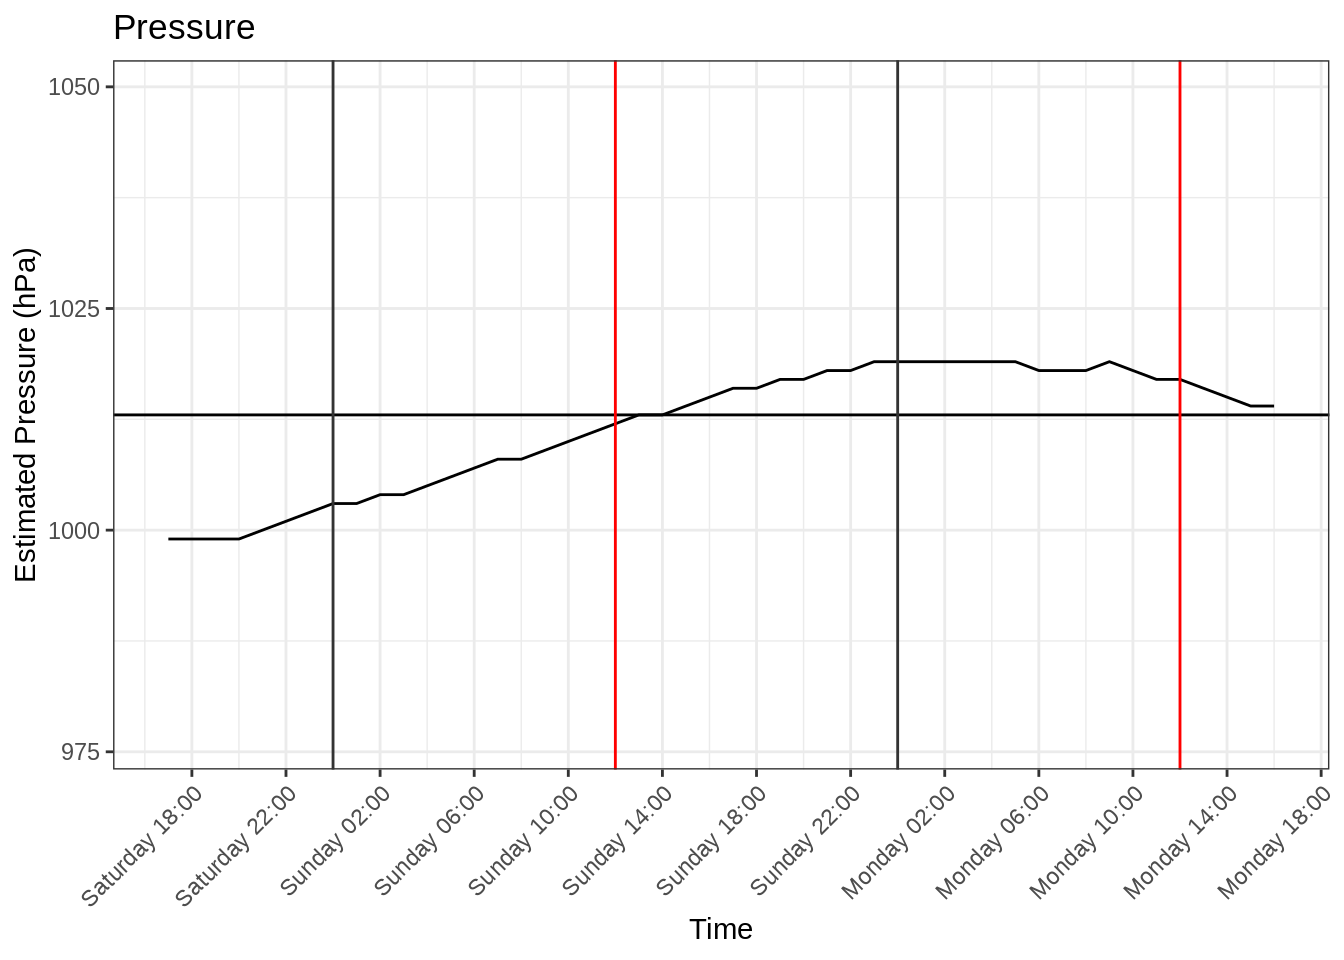 Pressure
Estimated Pressure (hPa)
1050
1025
1000
975
Saturday 18:00
Saturday 22:00
Sunday 02:00
Sunday 06:00
Sunday 10:00
Sunday 14:00
Sunday 18:00
Sunday 22:00
Monday 02:00
Monday 06:00
Monday 10:00
Monday 14:00
Monday 18:00
Time